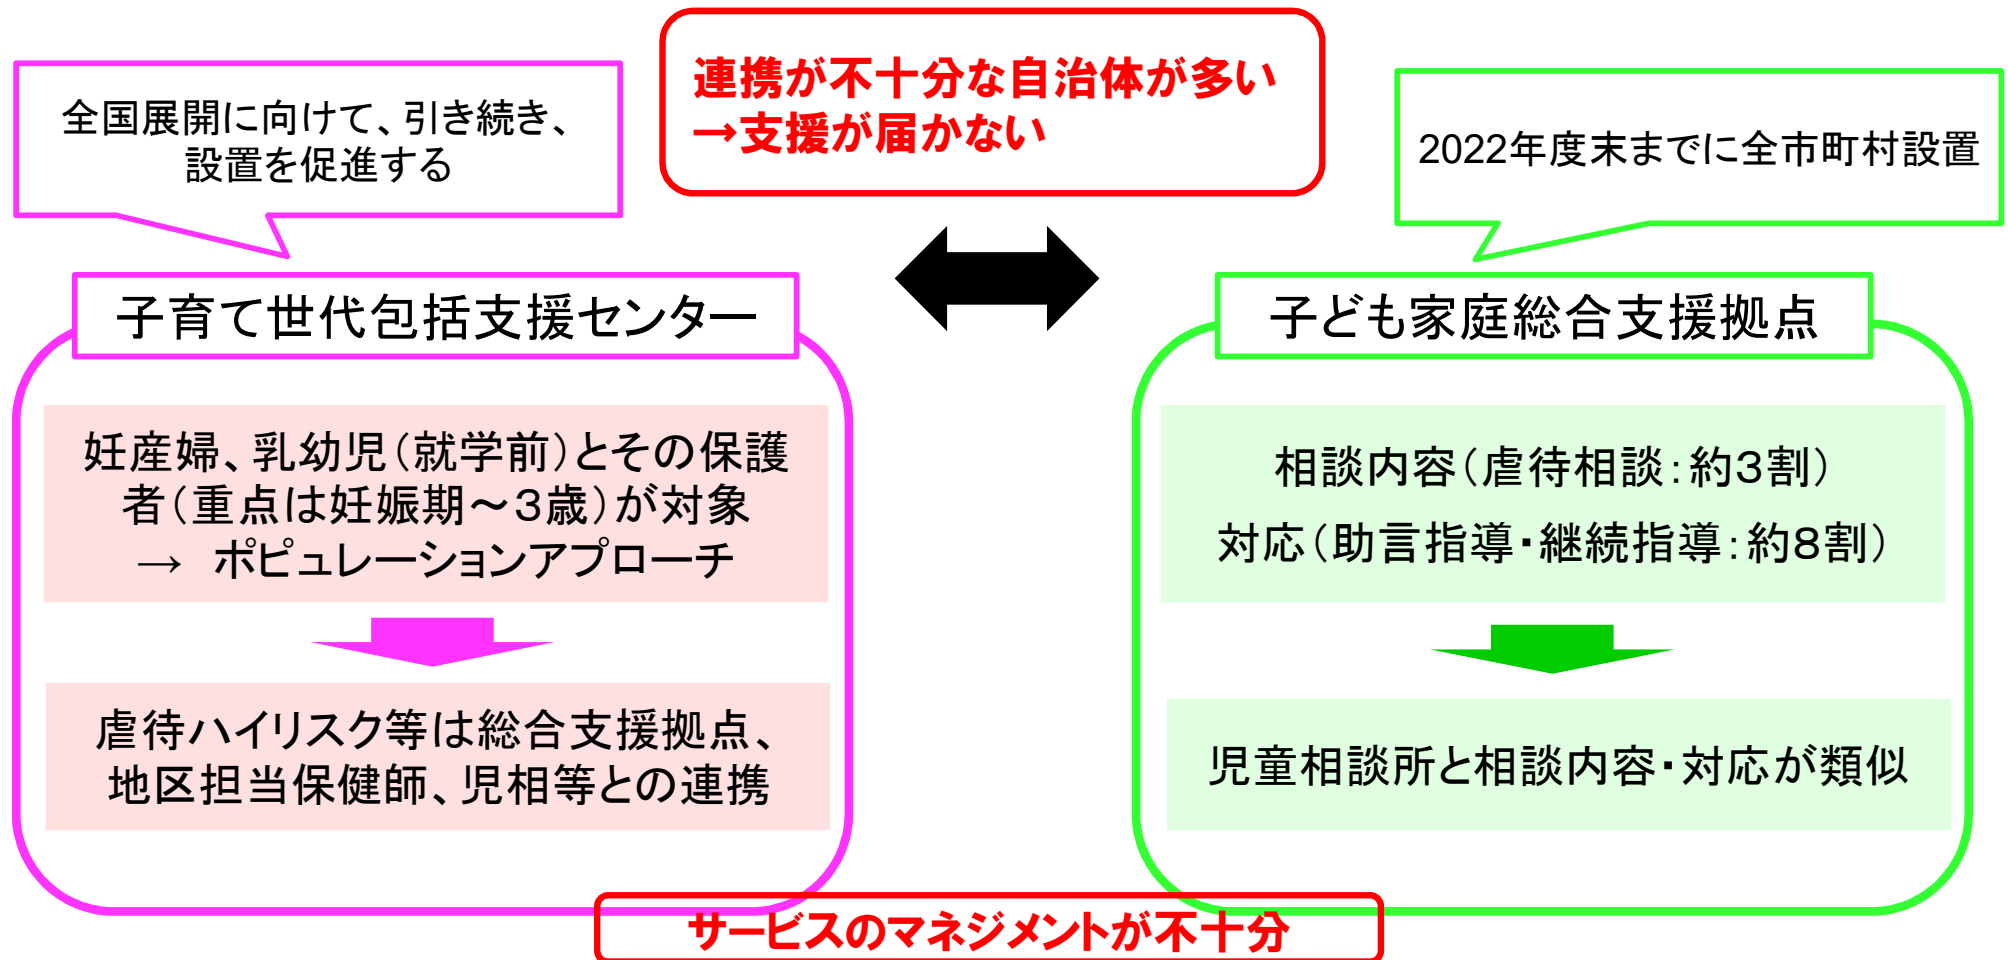 連携が不十分な自治体が多い
→支援が届かない
全国展開に向けて、引き続き、
設置を促進する
2022年度末までに全市町村設置
子育て世代包括支援センター
妊産婦、乳幼児（就学前）とその保護
者（重点は妊娠期～３歳）が対象
→　ポピュレーションアプローチ
虐待ハイリスク等は総合支援拠点、
地区担当保健師、児相等との連携
子ども家庭総合支援拠点
相談内容（虐待相談：約３割）
対応（助言指導・継続指導：約８割）
児童相談所と相談内容・対応が類似
サービスのマネジメントが不十分